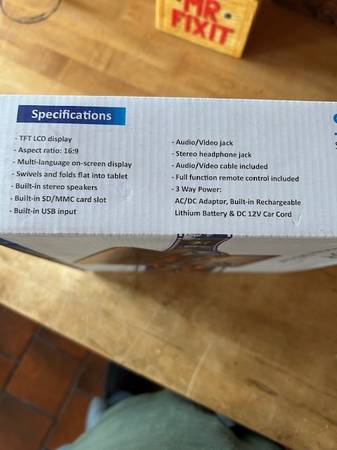 MR
FIXIT
Specifications
- TFT LCD display
- Aspect ratio: 16:9
- Multi-language on-screen display
- Swivels and folds flat into tablet
- Built-in stereo speakers
- Built-in SD/MMC card slot
- Built-in USB input
- Audio/Video jack
- Stereo headphone jack
- Audio/Video cable included
- Full function remote control included
- 3 Way Power:
AC/DC Adaptor, Built-in Rechargeable
Lithium Battery & DC 12V Car Cord